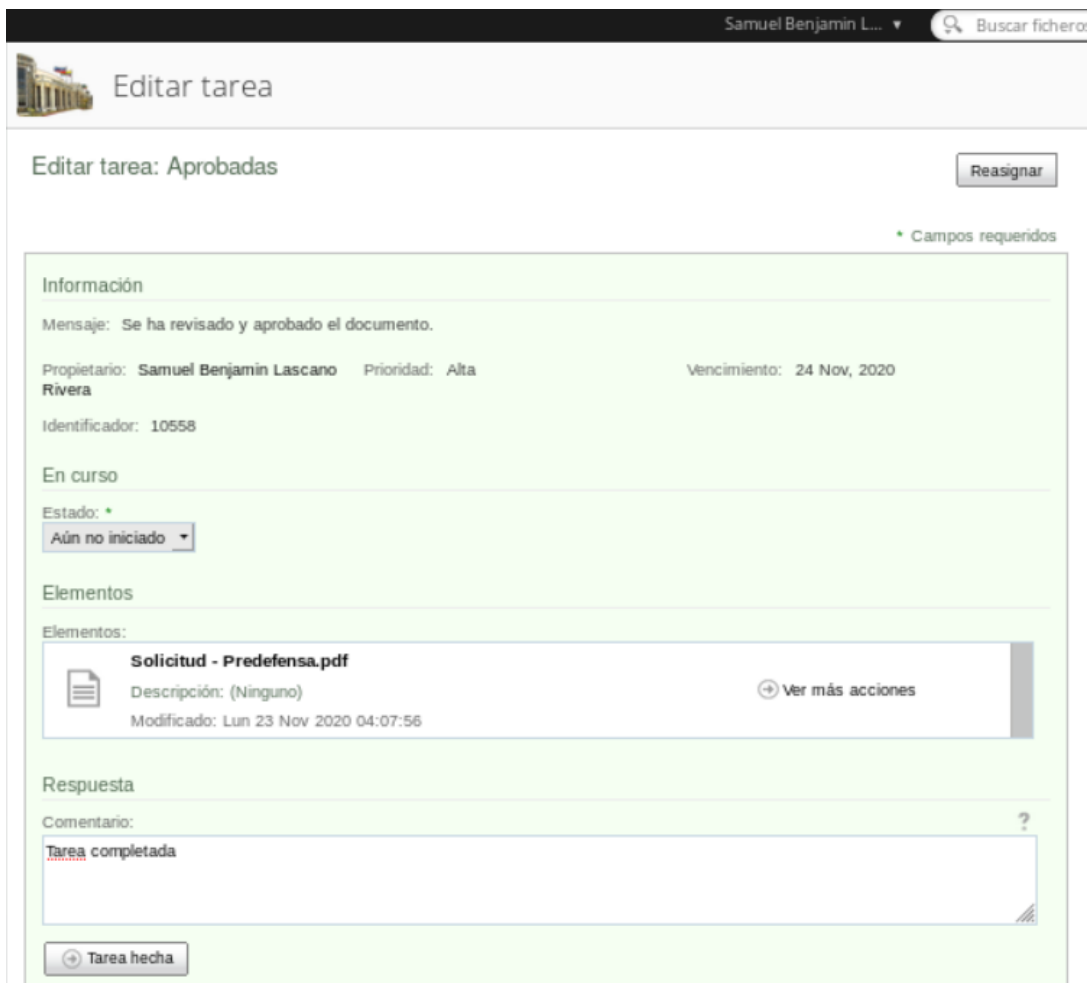 Samuel Benjamin L... ▾ Buscar ficheros
Editar tarea
Editar tarea: Aprobadas
Reasignar
* Campos requeridos
Información
Mensaje: Se ha revisado y aprobado el documento.
Propietario: Samuel Benjamin Lascano Rivera Prioridad: Alta Vencimiento: 24 Nov, 2020
Identificador: 10558
En curso
Estado: *
Aún no iniciado
Elementos
Elementos:
Solicitud - Predefensa.pdf
Descripción: (Ninguno)
Ver más acciones
Modificado: Lun 23 Nov 2020 04:07:56
Respuesta
Comentario: ?
Tarea completada
Tarea hecha